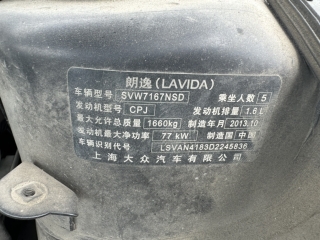 朗逸(LAVIDA)
车辆型号 SVW7167NSD 乘坐人数 5
发动机型号 CPJ 发动机排量 1.6L
最大允许总质量 1660kg 制造年月 2013.10
发动机最大净功率 77kW 制造国 中国
车辆识别代号 LSVAN4183D2245836
上海大众汽车有限公司